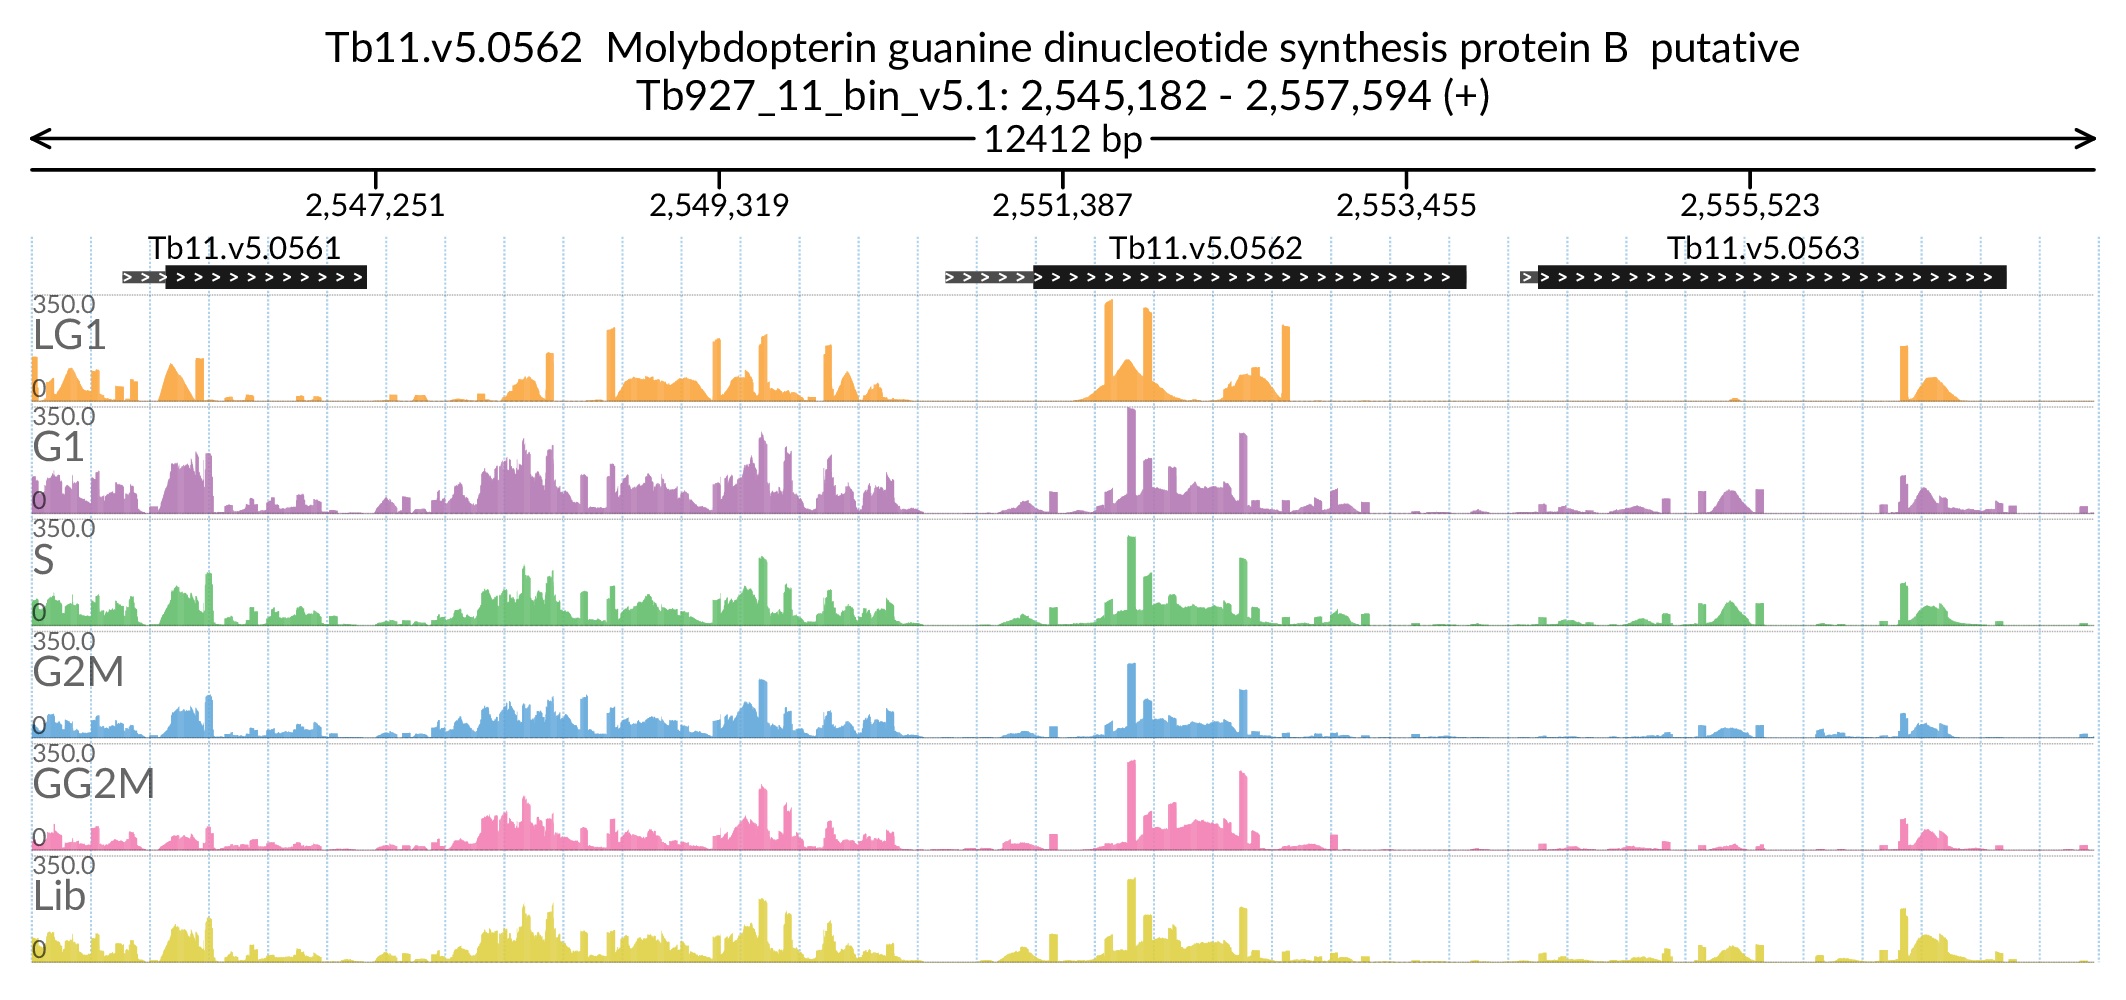 Tb11.v5.0562 Molybdopterin guanine dinucleotide synthesis protein B putative
Tb927_11_bin_v5.1: 2,545,182 - 2,557,594 (+)
12412 bp
2,547,251 2,549,319 2,551,387 2,553,455 2,555,523
Tb11.v5.0561 Tb11.v5.0562 Tb11.v5.0563
350.0
LG1
0
350.0
G1
0
350.0
S
0
350.0
G2M
0
350.0
GG2M
0
350.0
Lib
0